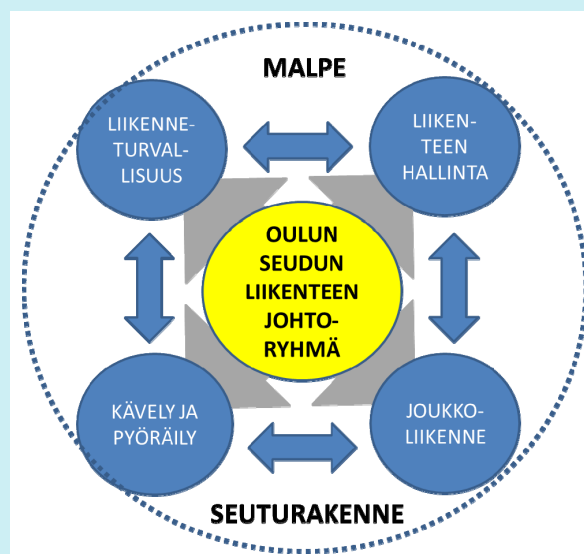 MALPE
LIIKENNE-
TURVAL-
LISUUS
LIIKEN-
TEEN
HALLINTA
OULUN
SEUDUN
LIIKENTEEN
JOHTO-
RYHMÄ
KÄVELY JA
PYÖRÄILY
JOUKKO-
LIIKENNE
SEUTURAKENNE